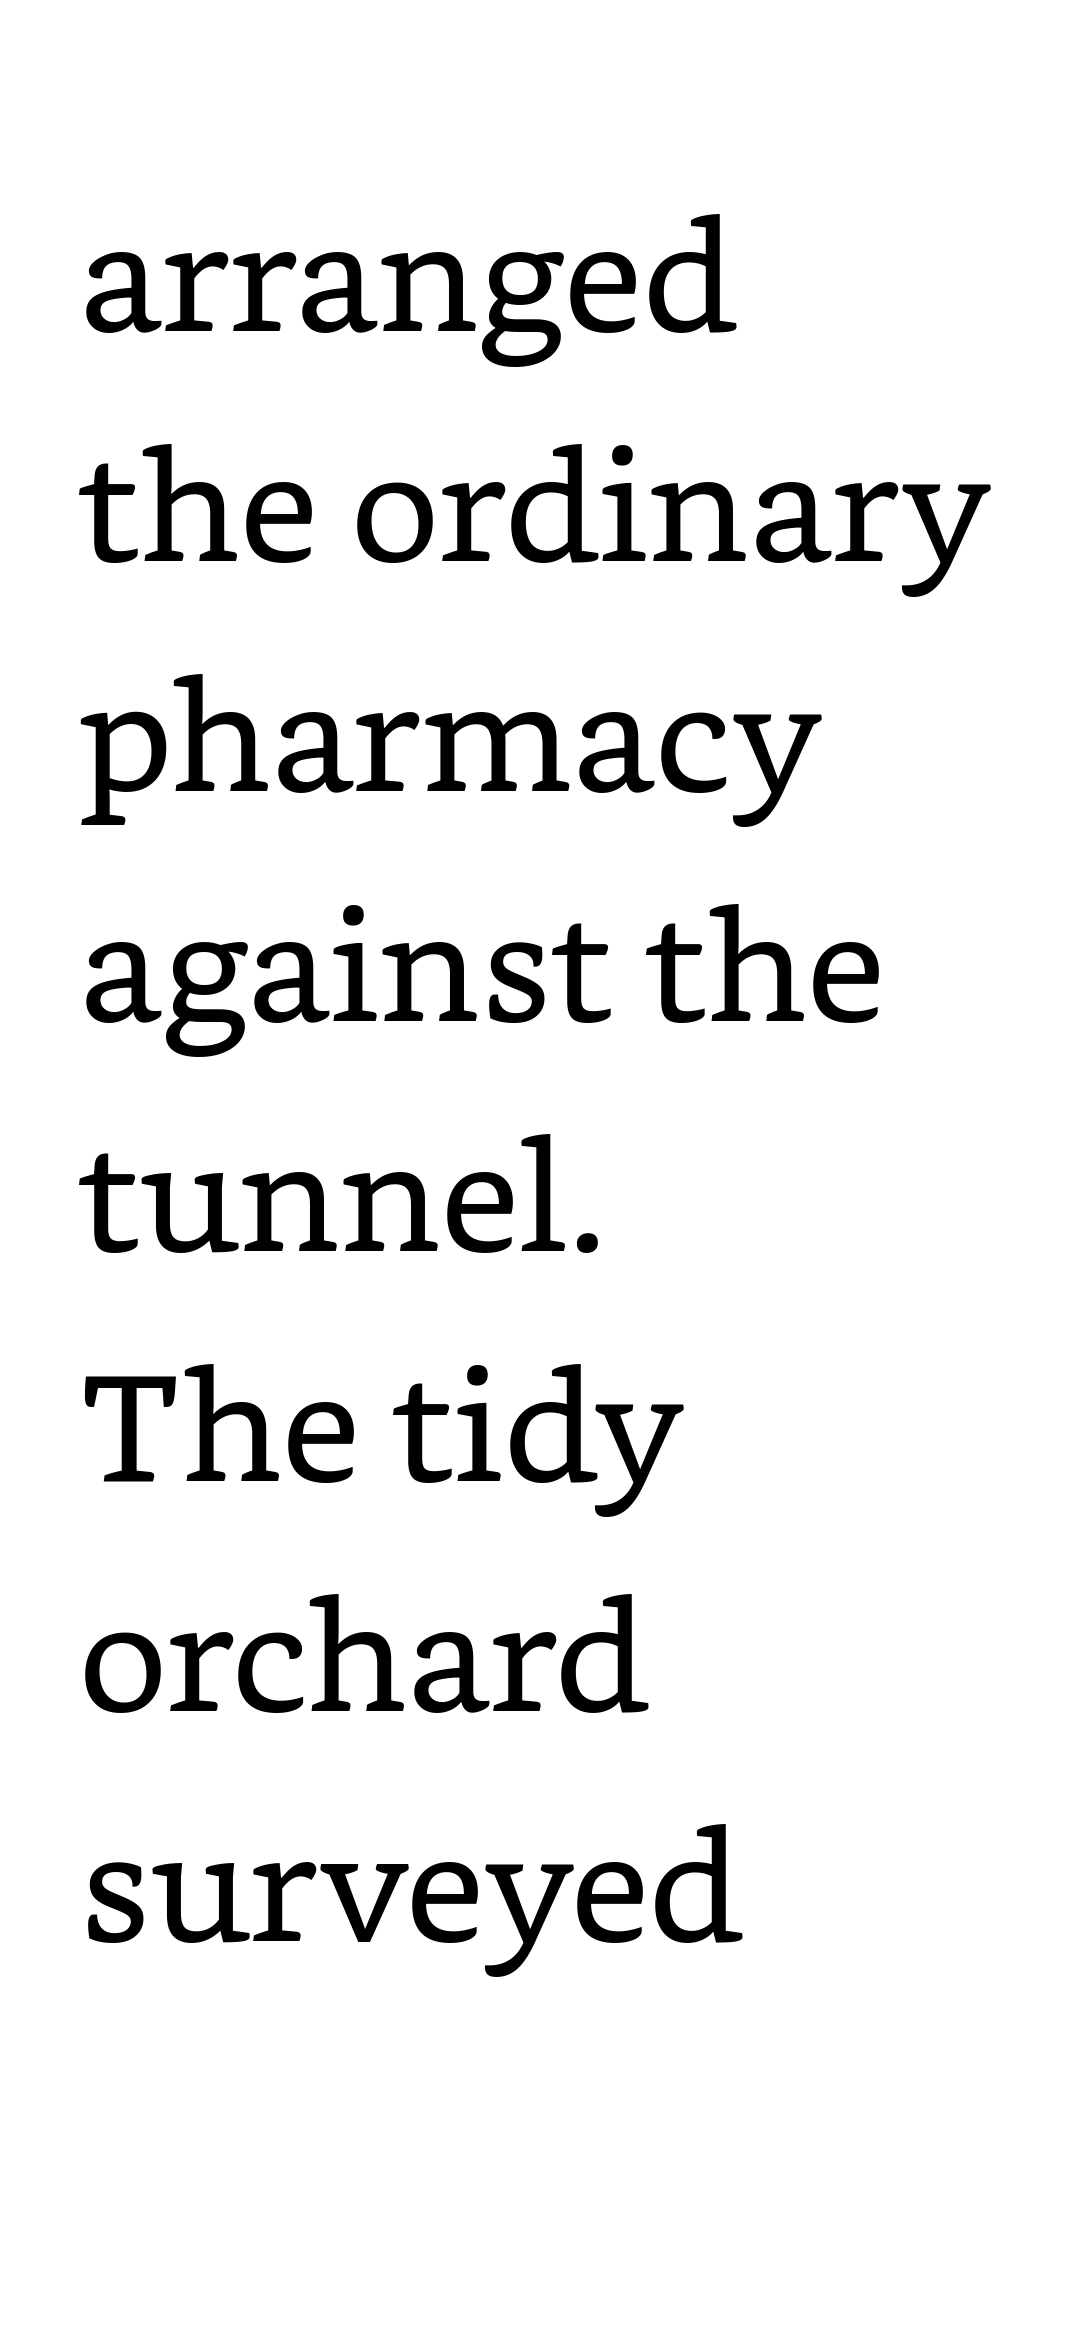 arranged
the ordinary
pharmacy
against the
tunnel.
The tidy
orchard
surveyed